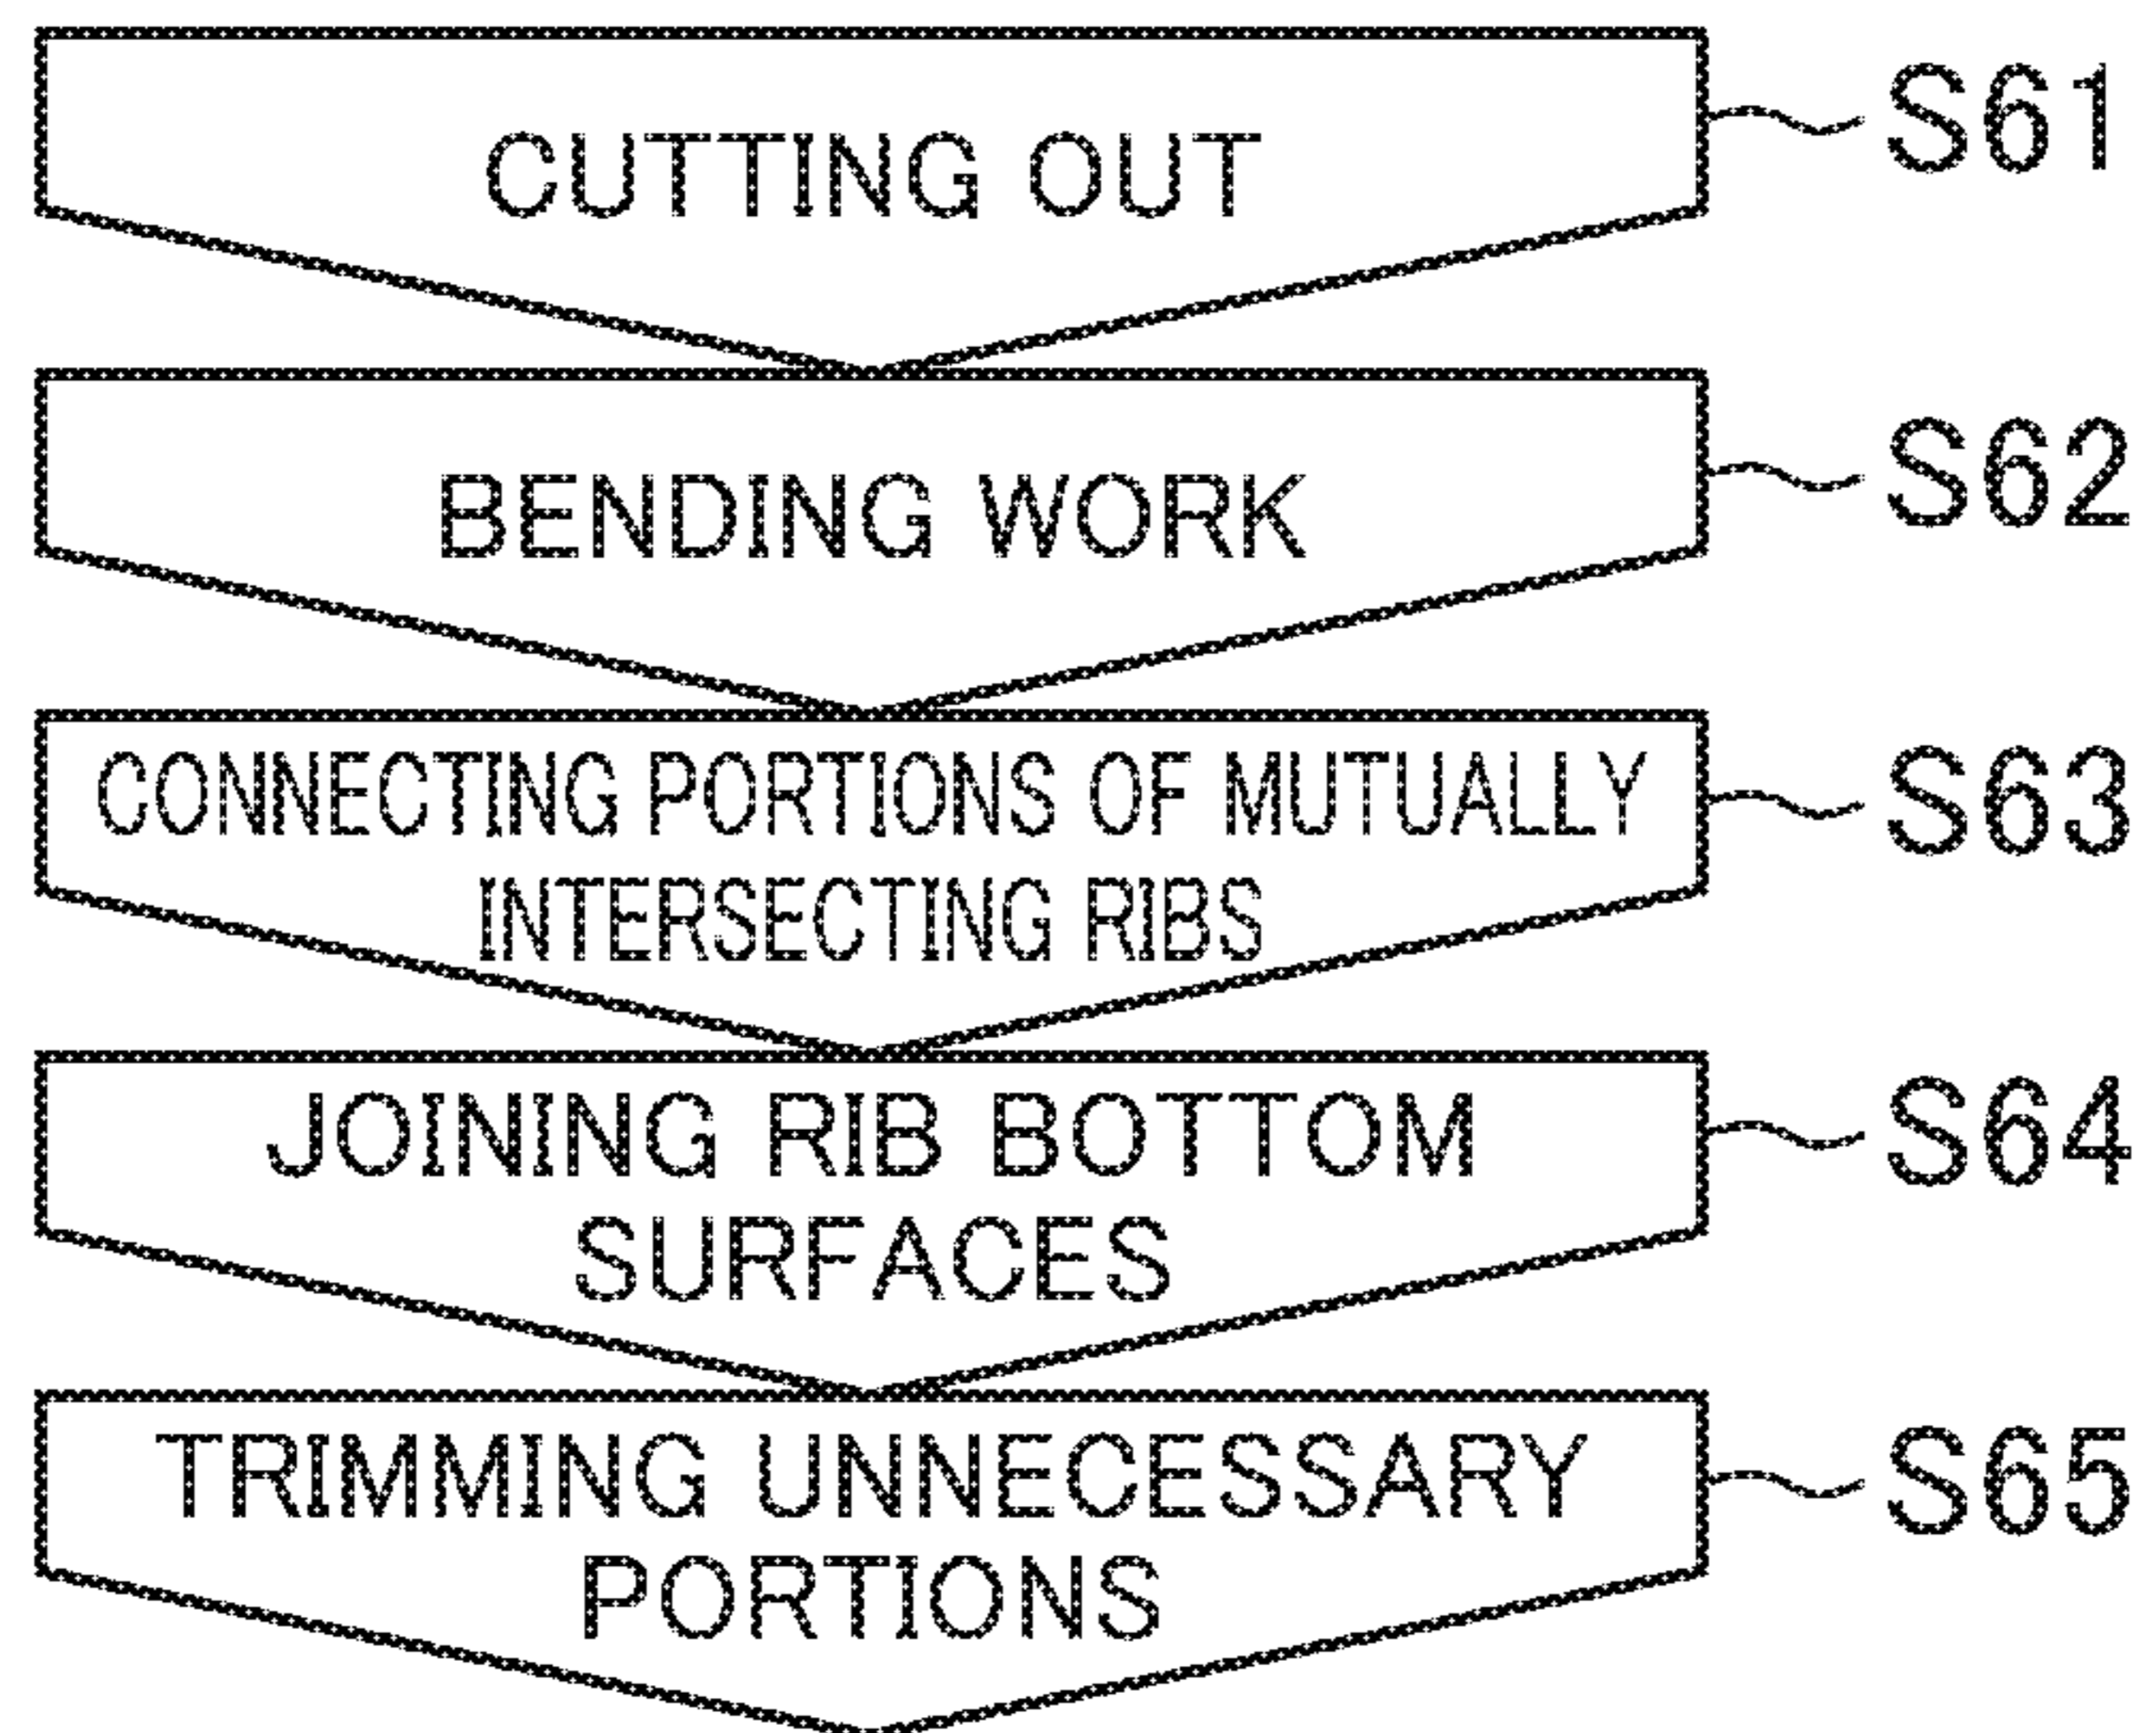 CUTTING OUT
S61
BENDING WORK
S62
CONNECTING PORTIONS OF MUTUALLY
INTERSECTING RIBS
S63
JOINING RIB BOTTOM
SURFACES
S64
TRIMMING UNNECESSARY
PORTIONS
S65